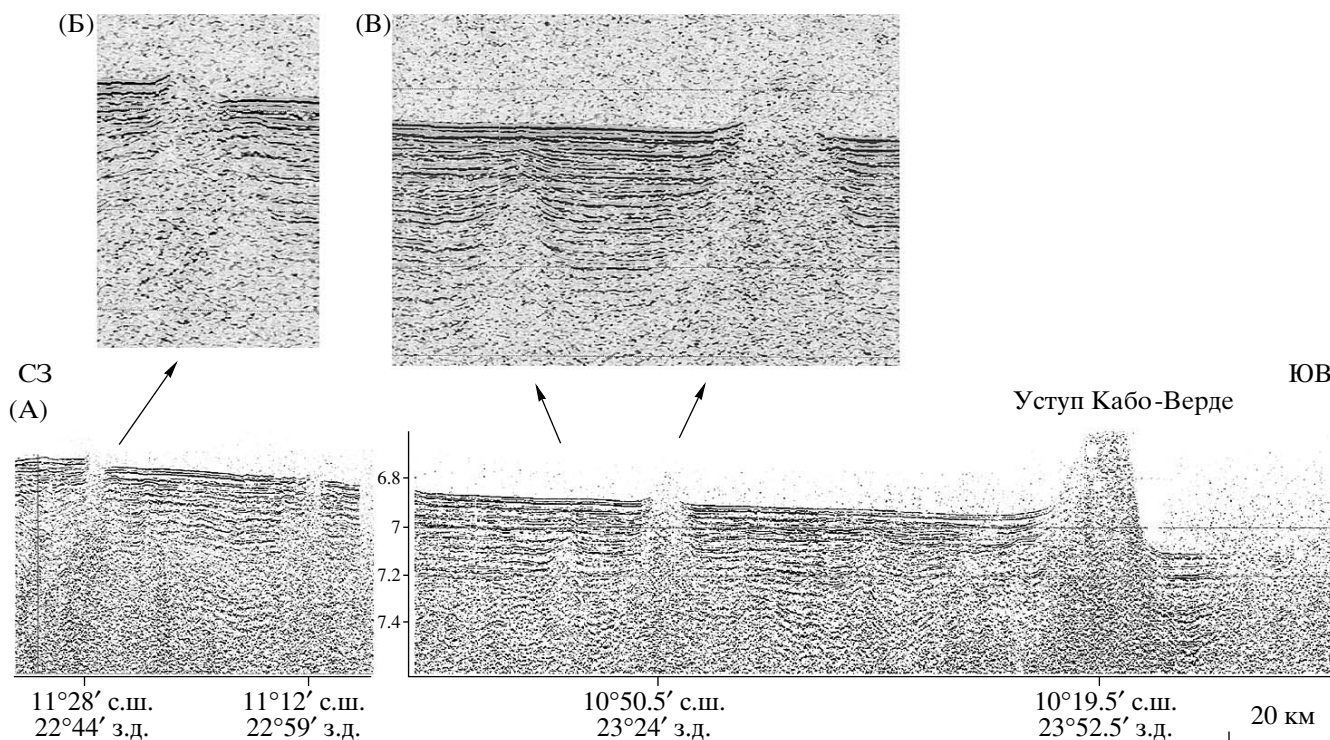 (Б)
(В)
СЗ
ЮВ
(А)
Уступ Кабо-Верде
6.8
7
7.2
7.4
11°28′ с.ш.
22°44′ з.д.
11°12′ с.ш.
22°59′ з.д.
10°50.5′ с.ш.
23°24′ з.д.
10°19.5′ с.ш.
23°52.5′ з.д.
20 км